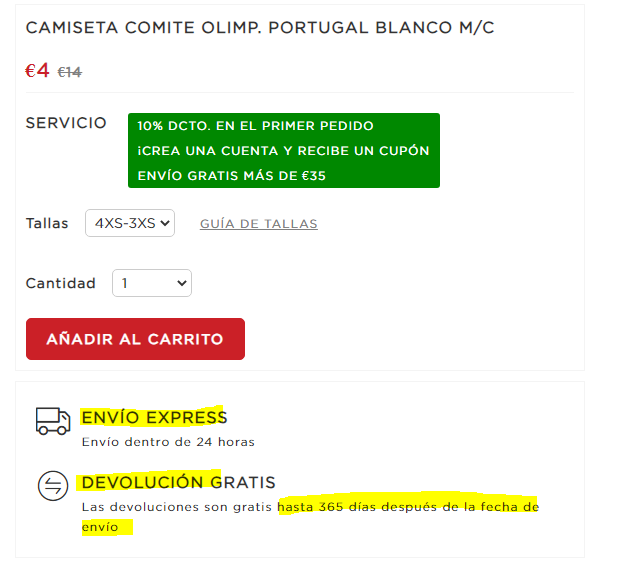 CAMISETA COMITE OLIMP. PORTUGAL BLANCO M/C
€4 €14
SERVICIO
10% DCTO. EN EL PRIMER PEDIDO
¡CREA UNA CUENTA Y RECIBE UN CUPÓN
ENVÍO GRATIS MÁS DE €35
Tallas 4XS-3XS GUÍA DE TALLAS
Cantidad 1
AÑADIR AL CARRITO
ENVÍO EXPRESS
Envío dentro de 24 horas
DEVOLUCIÓN GRATIS
Las devoluciones son gratis hasta 365 días después de la fecha de
envío